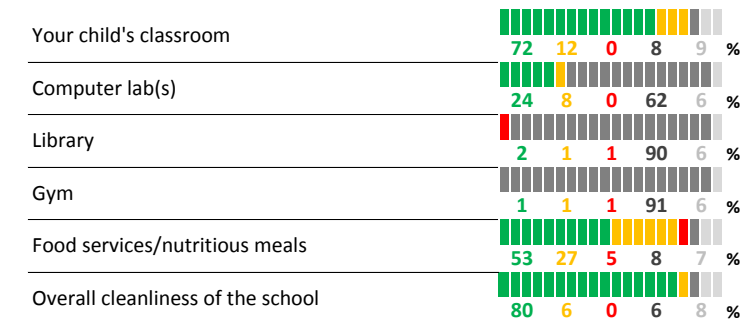 Your child's classroom
72 12 0 8 9 %
Computer lab(s)
24 8 0 62 6 %
Library
2 1 1 90 6 %
Gym
1 1 1 91 6 %
Food services/nutritious meals
53 27 5 8 7 %
Overall cleanliness of the school
80 6 0 6 8 %